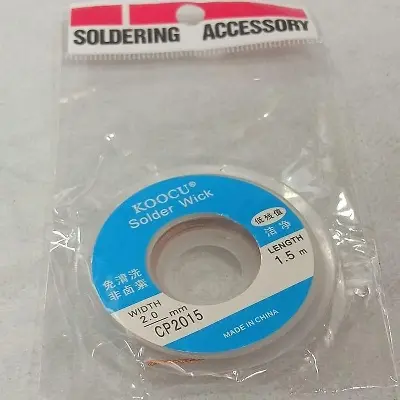 SOLDERING ACCESSORY
KOOCU®
Solder Wick
低残值
洁净
LENGTH
1.5 m
免清洗
非卤素
WIDTH
2.0 mm
CP2015
MADE IN CHINA